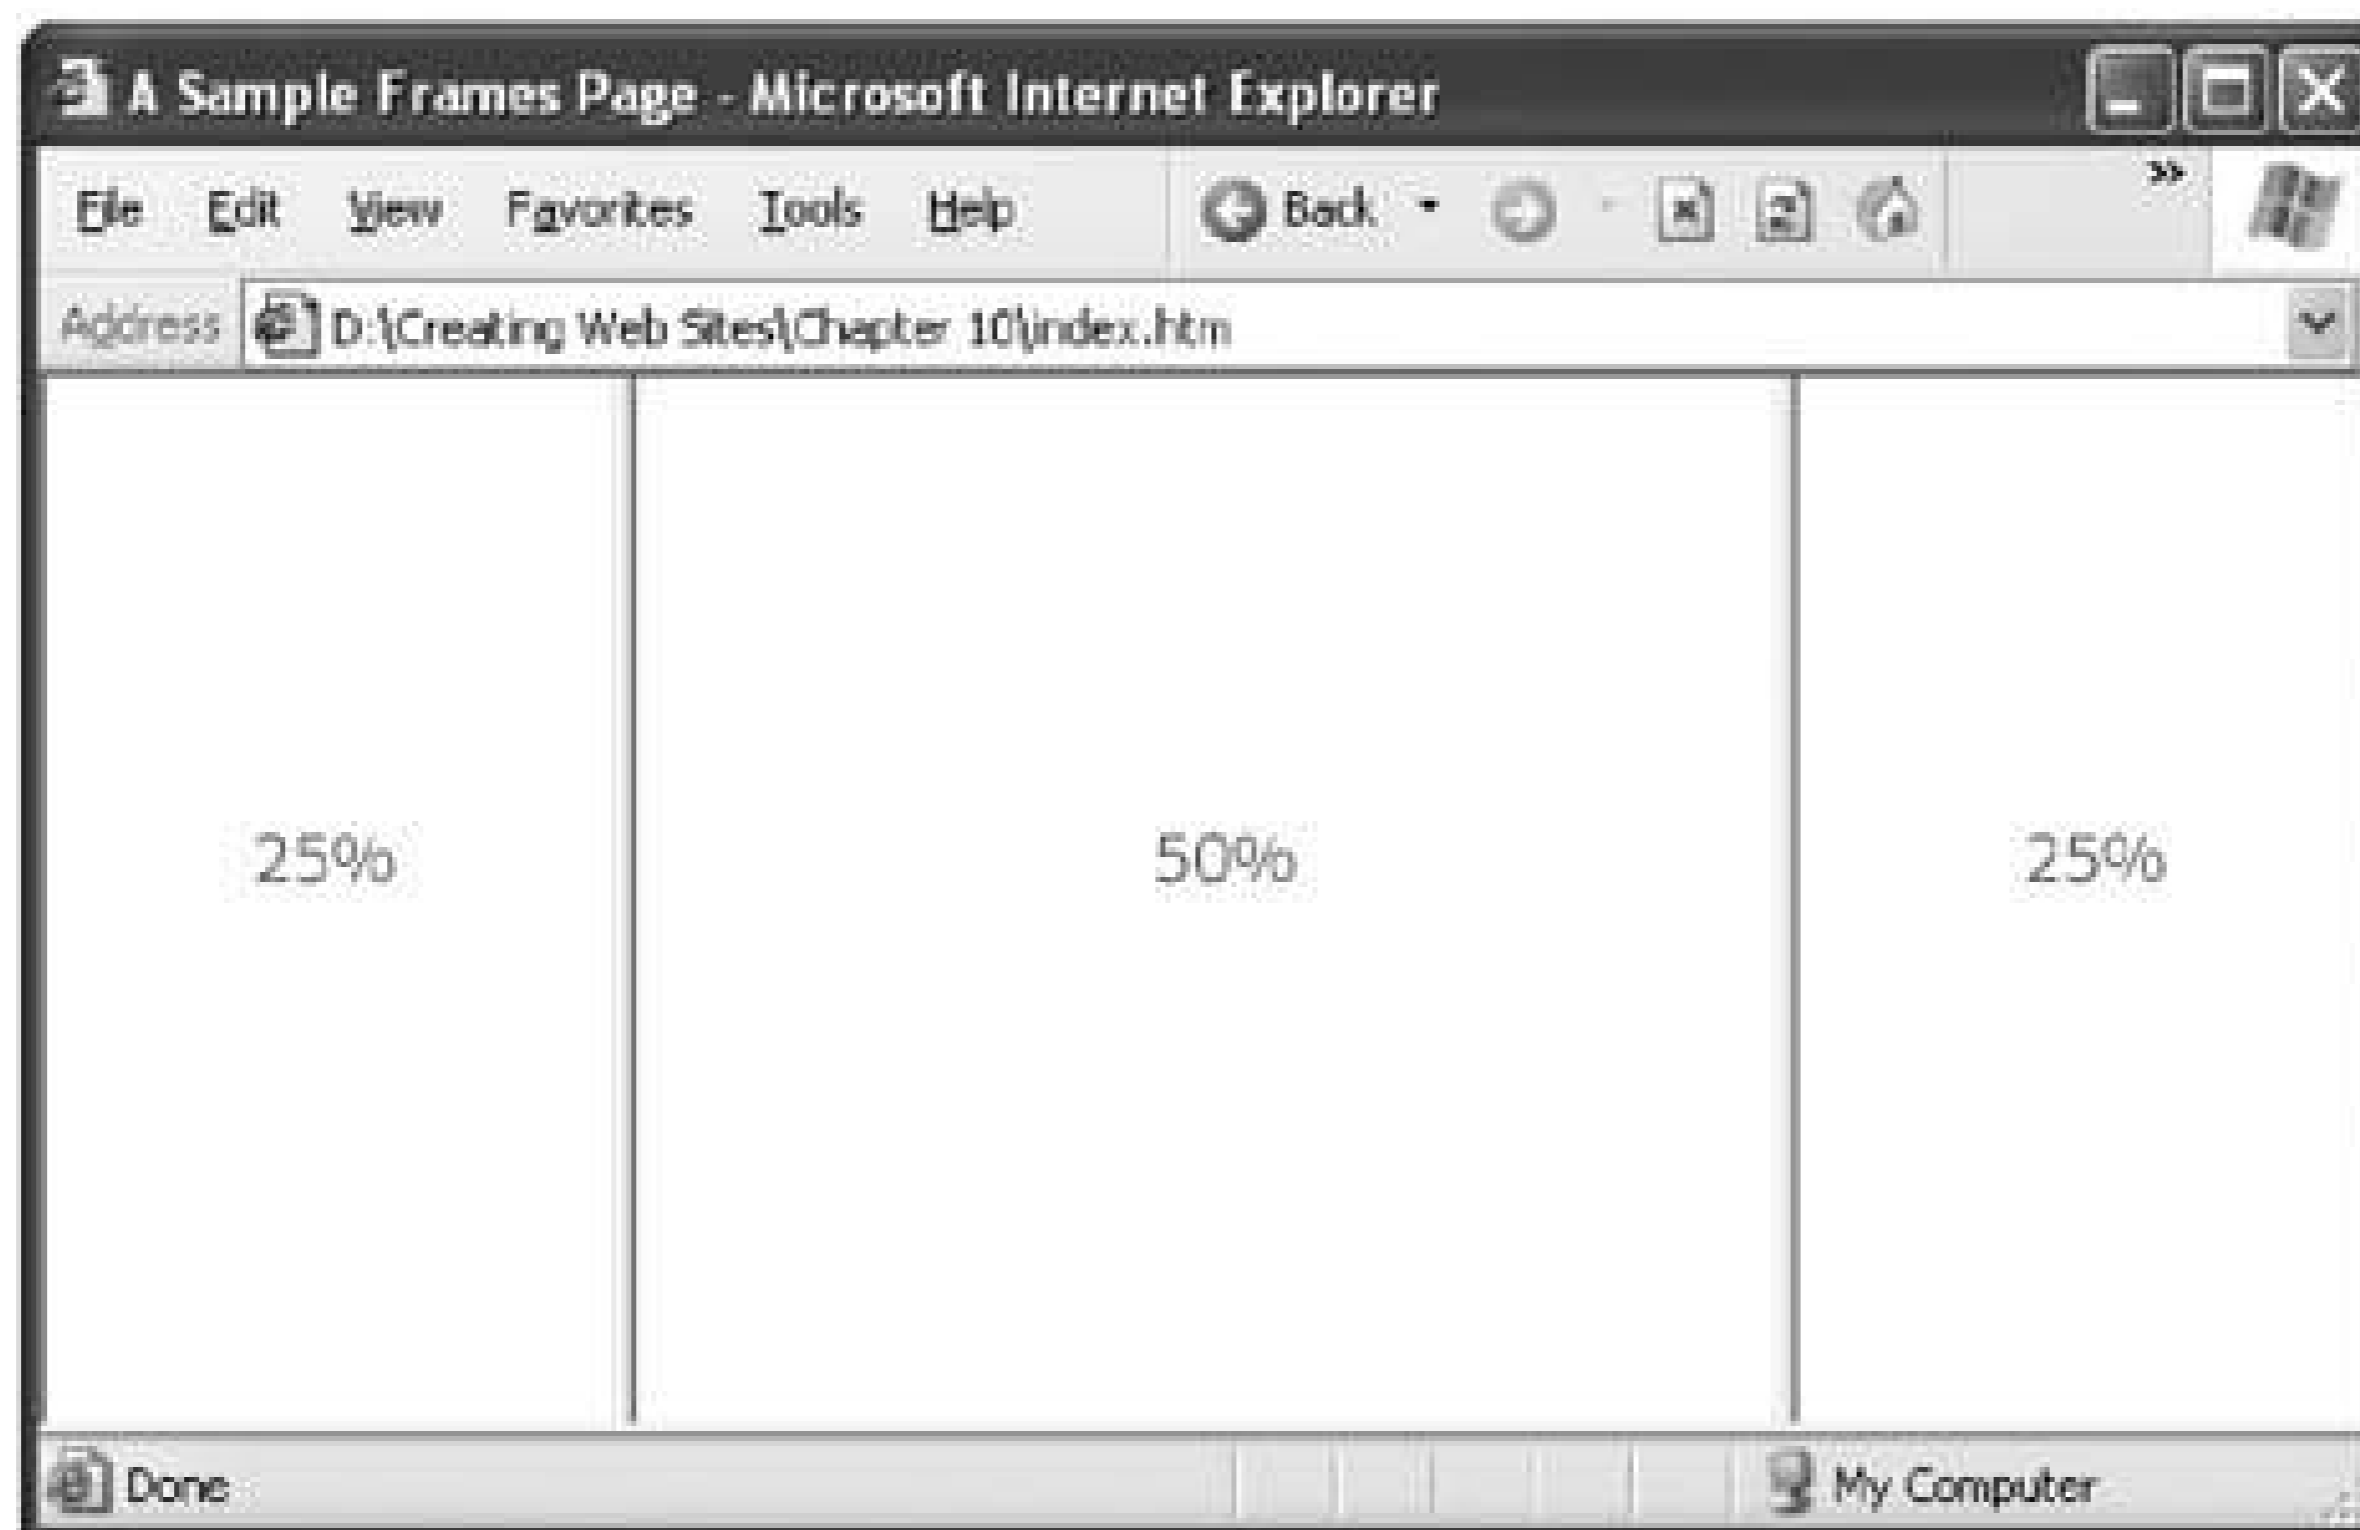 A Sample Frames Page - Microsoft Internet Explorer
File Edit View Favorites Tools Help Back »
Address D:\Creating Web Sites\Chapter 10\index.htm
25% 50% 25%
Done My Computer